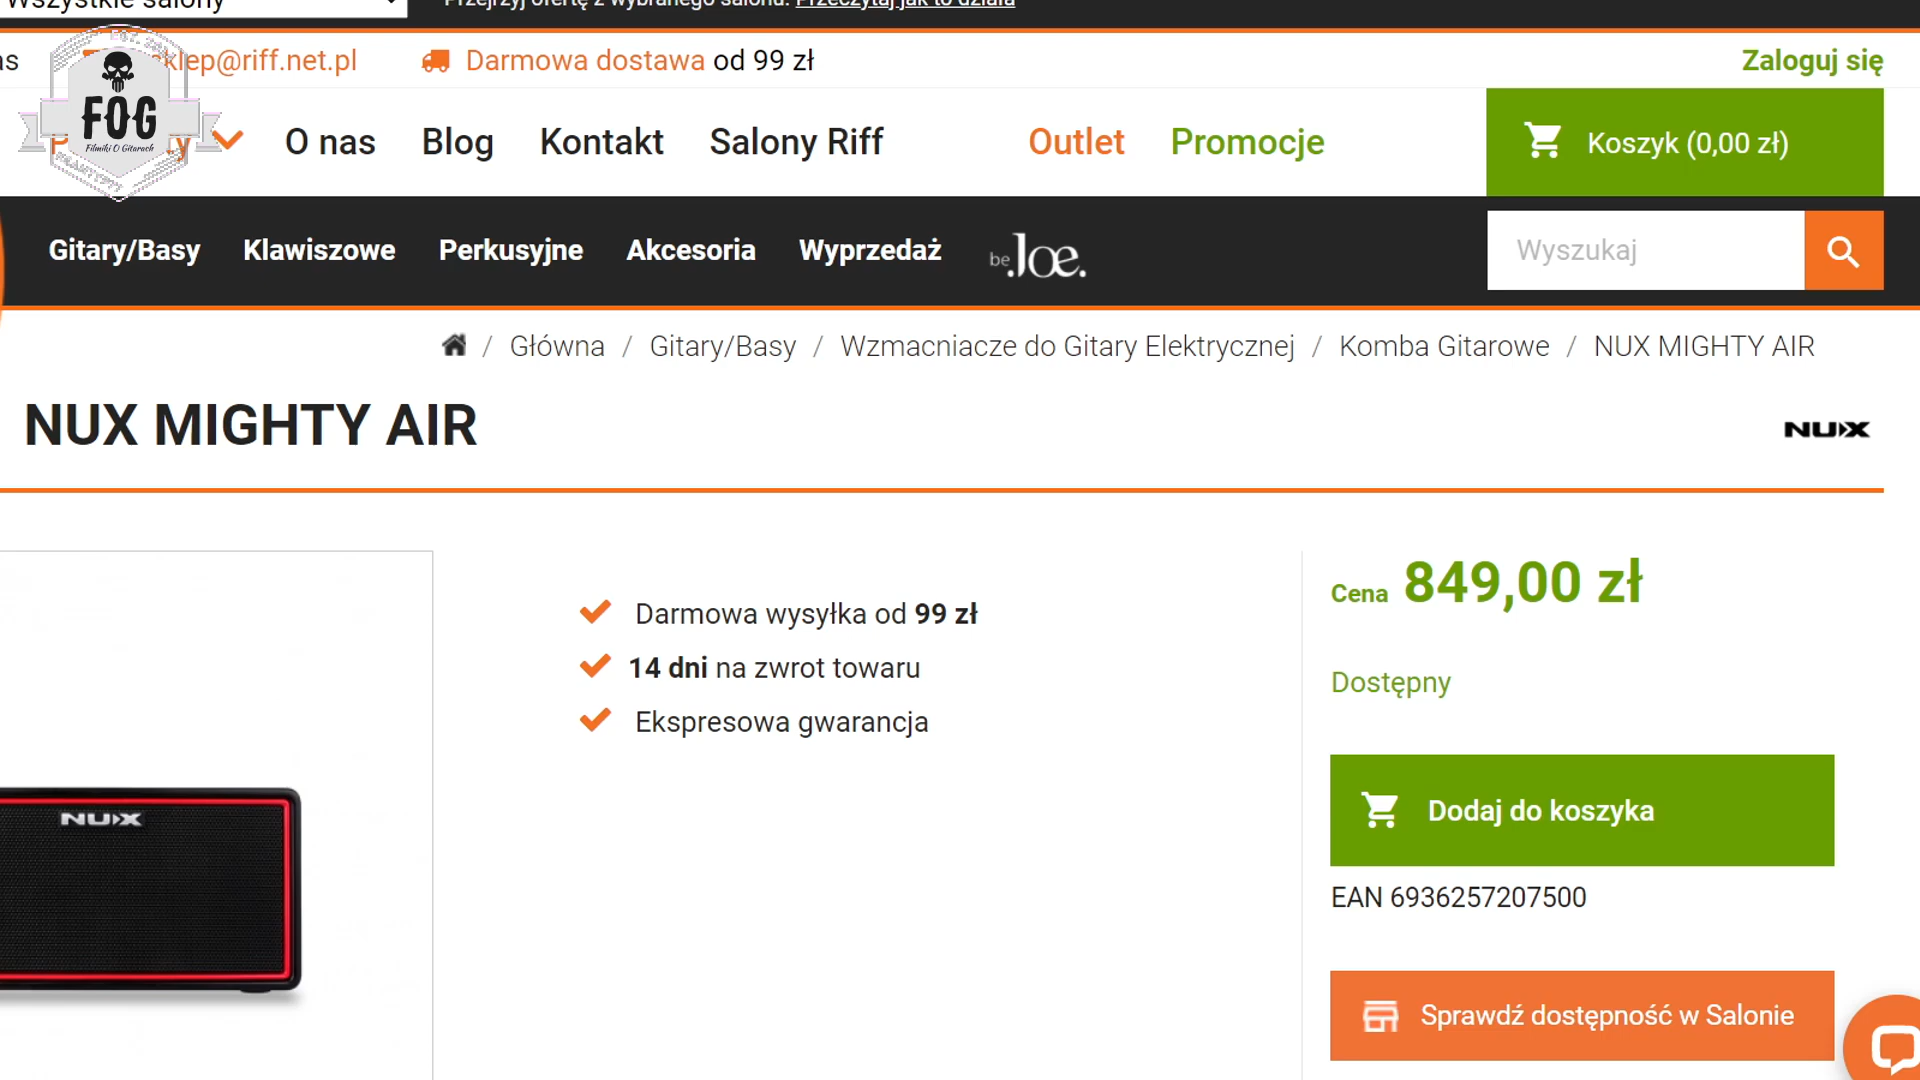 Wszystkie salony
Przejrzyj ofertę z wybranego salonu. Przeczytaj jak to działa
as
sklep@riff.net.pl
Darmowa dostawa od 99 zł
Zaloguj się
FOG
Filmiki O Gitarach
O nas
Blog
Kontakt
Salony Riff
Outlet
Promocje
Koszyk (0,00 zł)
Gitary/Basy
Klawiszowe
Perkusyjne
Akcesoria
Wyprzedaż
be.Joe.
Wyszukaj
/ Główna / Gitary/Basy / Wzmacniacze do Gitary Elektrycznej / Komba Gitarowe / NUX MIGHTY AIR
NUX MIGHTY AIR
NUX
Darmowa wysyłka od 99 zł
14 dni na zwrot towaru
Ekspresowa gwarancja
NUX
Cena 849,00 zł
Dostępny
Dodaj do koszyka
EAN 6936257207500
Sprawdź dostępność w Salonie